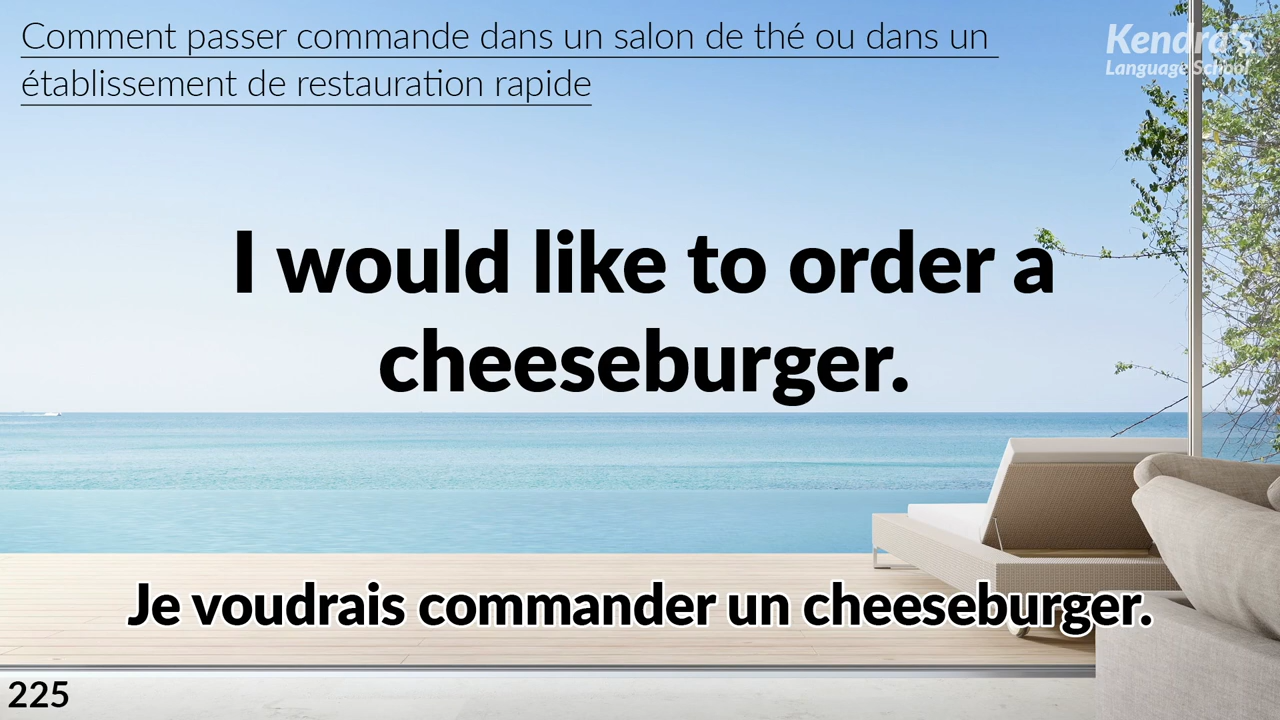 Comment passer commande dans un salon de thé ou dans un
établissement de restauration rapide
Kendra's
Language School
I would like to order a
cheeseburger.
Je voudrais commander un cheeseburger.
225